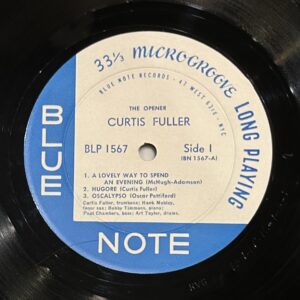 33⅓ MICROGROOVE LONG PLAYING
BLUE NOTE RECORDS • 47 WEST 63rd • NYC
THE OPENER
CURTIS FULLER
BLP 1567
Side 1
(BN 1567-A)
1. A LOVELY WAY TO SPEND
AN EVENING (McHugh-Adamson)
2. HUGORE (Curtis Fuller)
3. OSCALYPSO (Oscar Pettiford)
Curtis Fuller, trombone; Hank Mobley,
tenor sax; Bobby Timmons, piano;
Paul Chambers, bass; Art Taylor, drums.
BLUE
NOTE